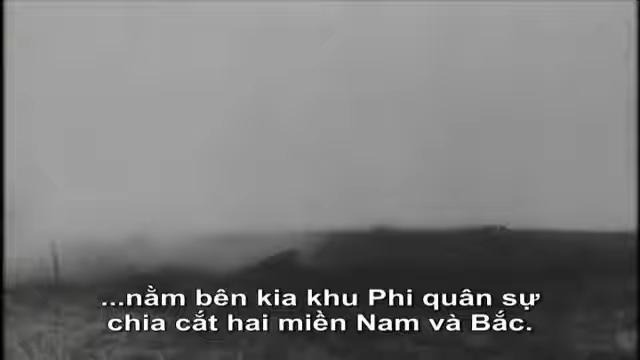 ...nằm bên kia khu Phi quân sự
chia cắt hai miền Nam và Bắc.